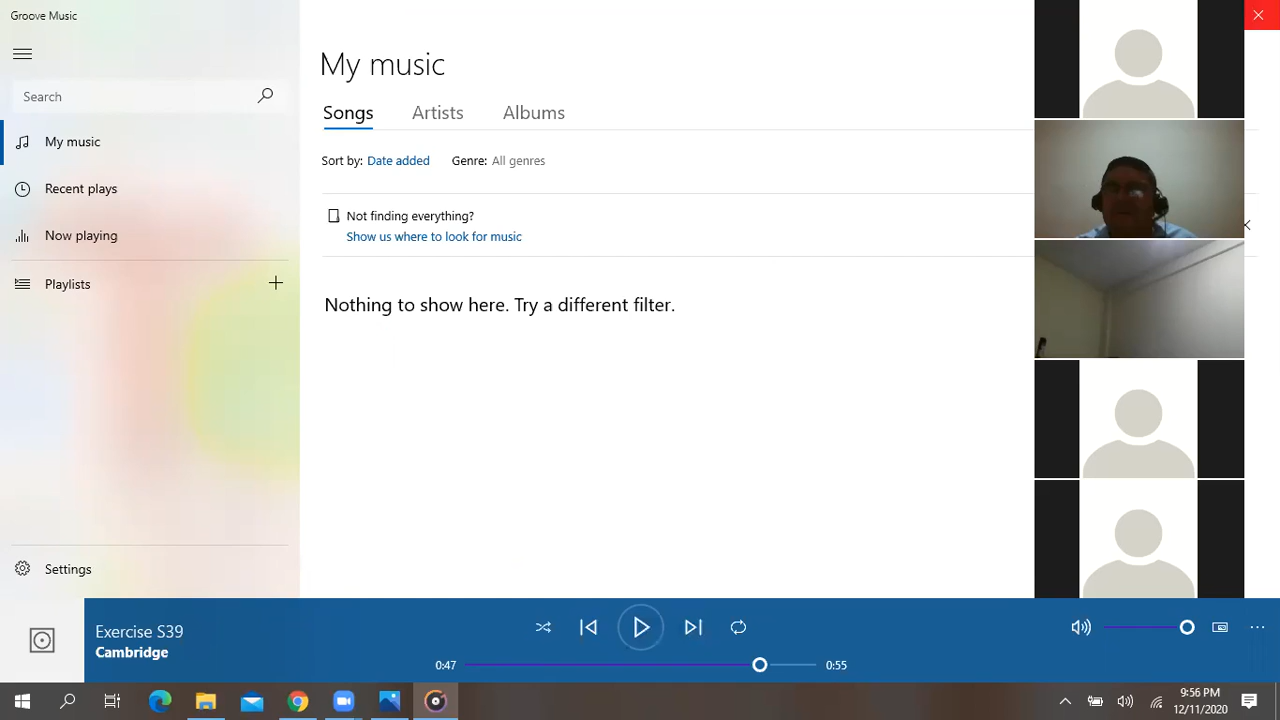 Groove Music
Search
My music
Recent plays
Now playing
Playlists
Settings
My music
Songs Artists Albums
Sort by: Date added Genre: All genres
Not finding everything?
Show us where to look for music
Nothing to show here. Try a different filter.
Exercise S39
Cambridge
0:47 0:55
9:56 PM
12/11/2020